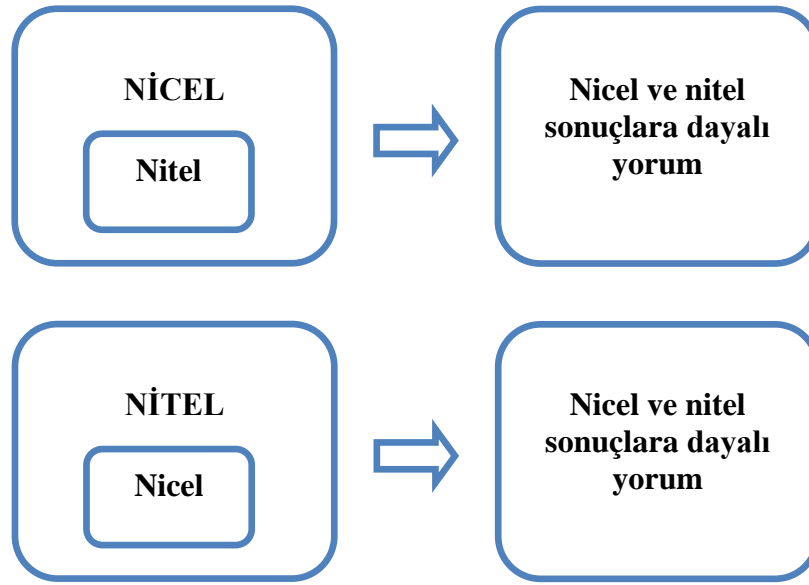 NİCEL
Nitel
Nicel ve nitel
sonuçlara dayalı
yorum
NİTEL
Nicel
Nicel ve nitel
sonuçlara dayalı
yorum